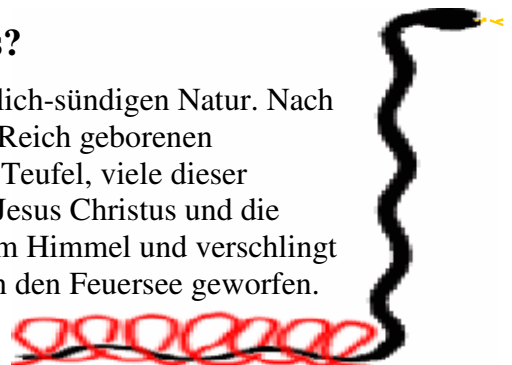 s?
lich-sündigen Natur. Nach
Reich geborenen
Teufel, viele dieser
Jesus Christus und die
m Himmel und verschlingt
n den Feuersee geworfen.